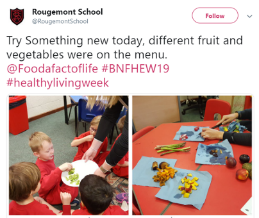 Rougemont School
@RougemontSchool
Follow
Try Something new today, different fruit and
vegetables were on the menu.
@Foodafactoflife #BNFHEW19
#healthylivingweek